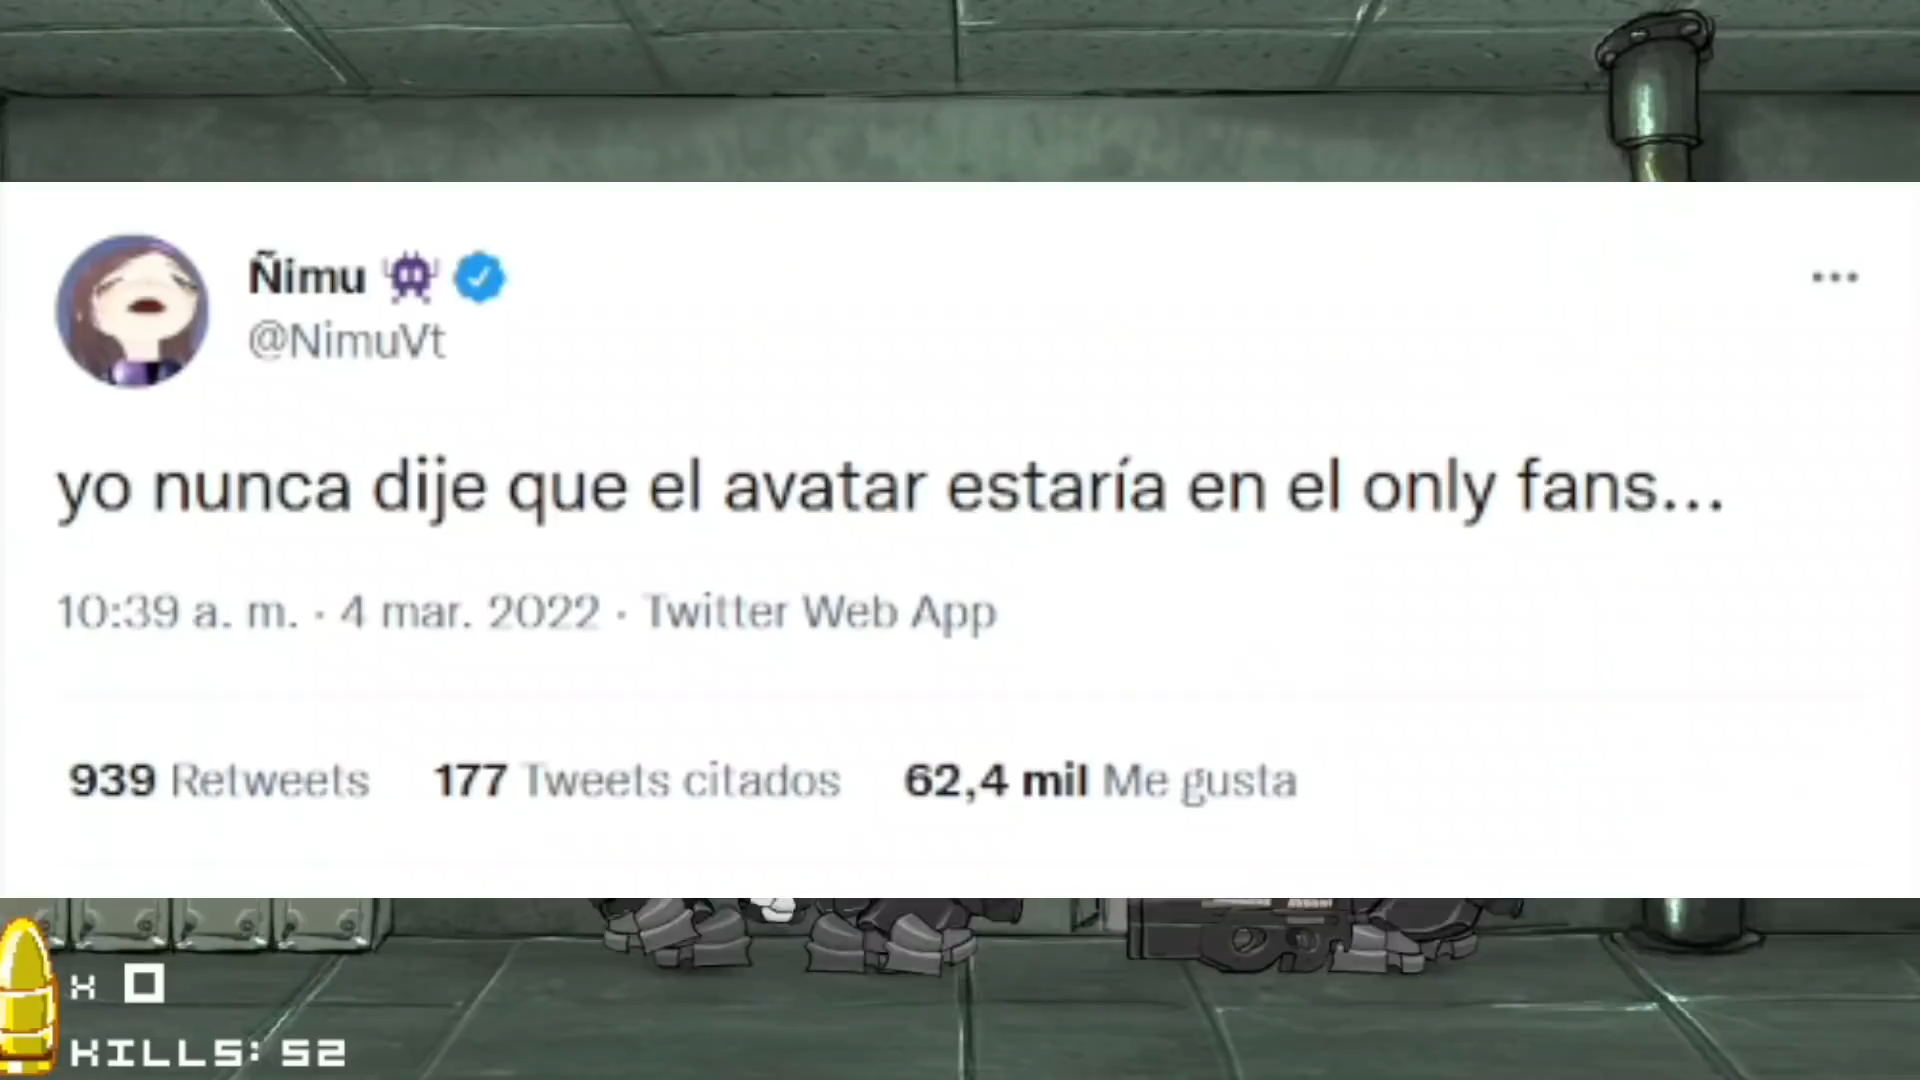 Ñimu
@NimuVt
yo nunca dije que el avatar estaría en el only fans...
10:39 a. m. · 4 mar. 2022 · Twitter Web App
939 Retweets 177 Tweets citados 62,4 mil Me gusta
x 0
KILLS: 52